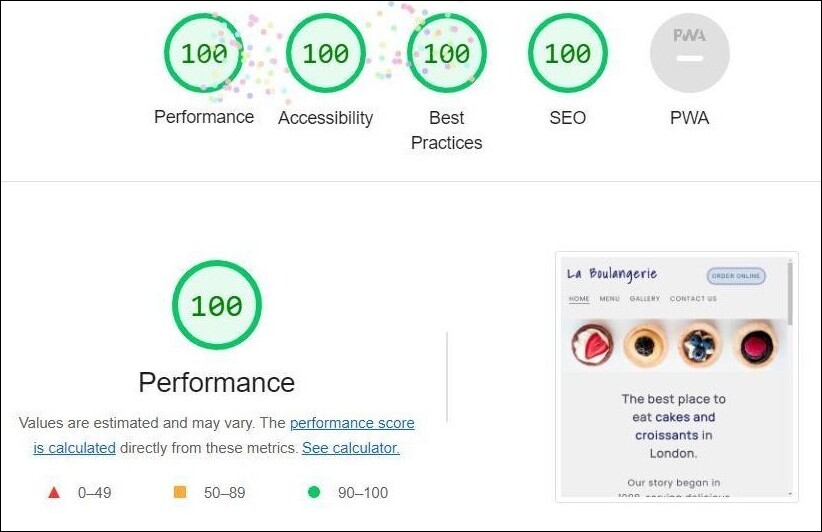 100 100 100 100 PWA
Performance Accessibility Best Practices SEO PWA
100
Performance
Values are estimated and may vary. The performance score
is calculated directly from these metrics. See calculator.
0–49 50–89 90–100
La Boulangerie ORDER ONLINE
HOME MENU GALLERY CONTACT US
The best place to
eat cakes and
croissants in
London.
Our story began in